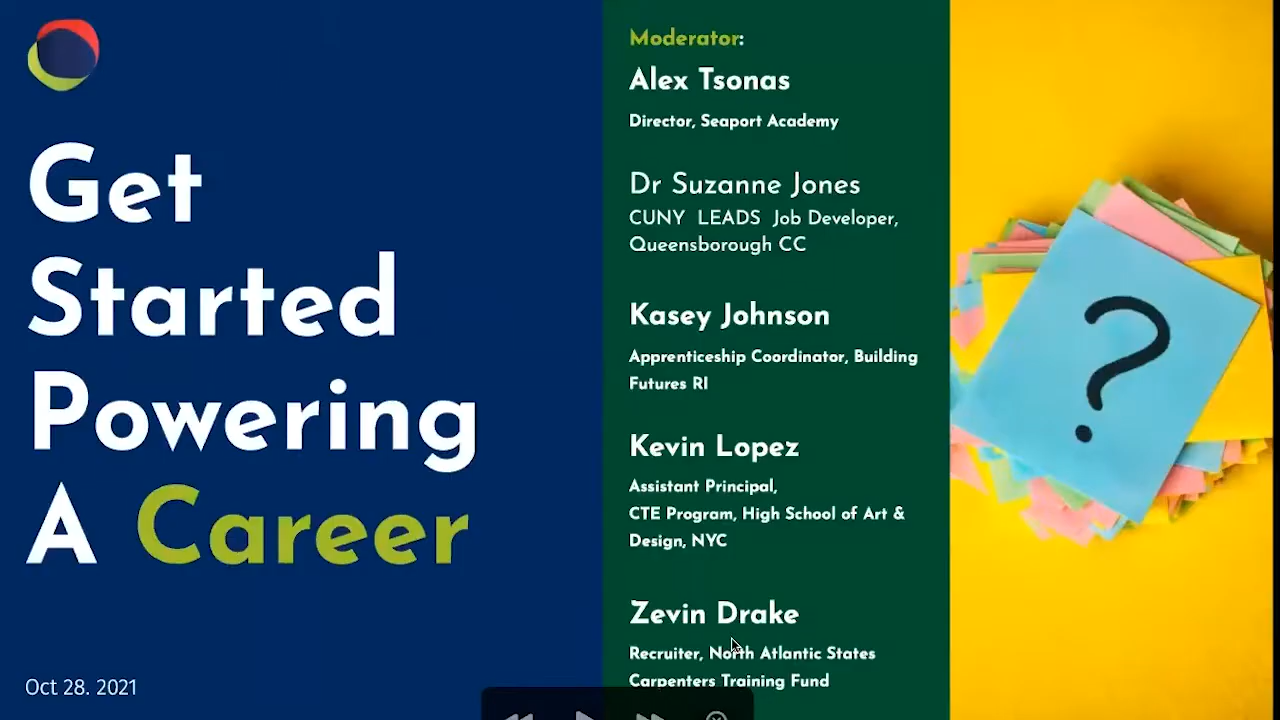 Get
Started
Powering
A Career
Oct 28. 2021
Moderator:
Alex Tsonas
Director, Seaport Academy
Dr Suzanne Jones
CUNY LEADS Job Developer,
Queensborough CC
Kasey Johnson
Apprenticeship Coordinator, Building
Futures RI
Kevin Lopez
Assistant Principal,
CTE Program, High School of Art &
Design, NYC
Zevin Drake
Recruiter, North Atlantic States
Carpenters Training Fund
?